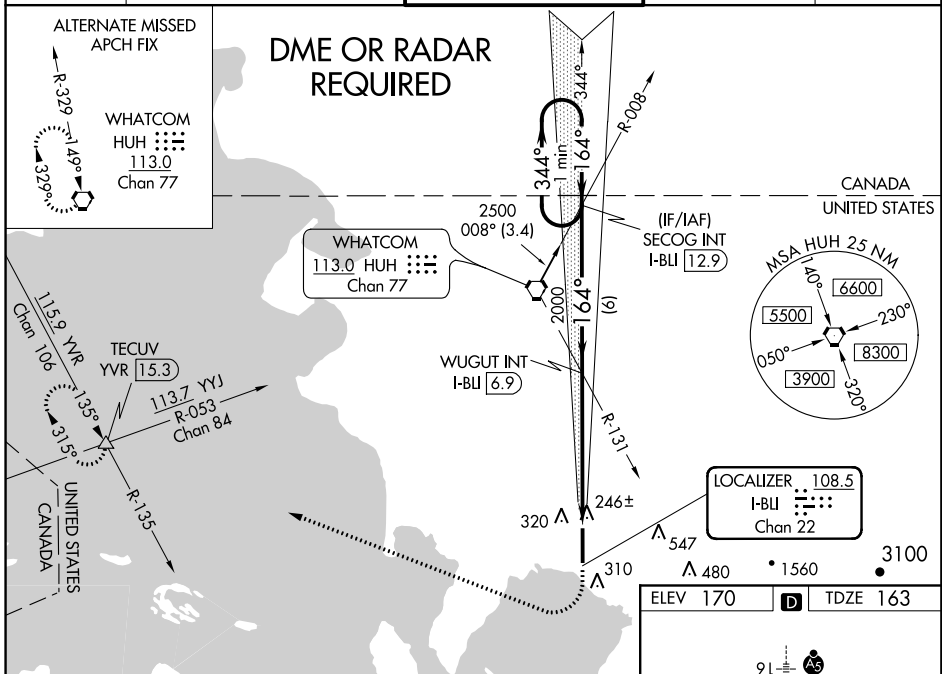 ALTERNATE MISSED
APCH FIX
R-329
149°
329°
WHATCOM
HUH
113.0
Chan 77
DME OR RADAR
REQUIRED
344°
R-008
344°
1 min
164°
CANADA
UNITED STATES
2500
008° (3.4)
(IF/IAF)
SECOG INT
I-BLI 12.9
WHATCOM
113.0 HUH
Chan 77
2000
164°
(6)
MSA HUH 25 NM
140°
6600
230°
5500
050°
8300
3900
320°
115.9 YVR
Chan 106
TECUV
YVR 15.3
135°
113.7 YYJ
R-053
Chan 84
315°
R-135
WUGUT INT
I-BLI 6.9
R-131
UNITED STATES
CANADA
LOCALIZER 108.5
I-BLI
Chan 22
320
246±
547
310
480
1560
3100
ELEV 170
D
TDZE 163
16
A5